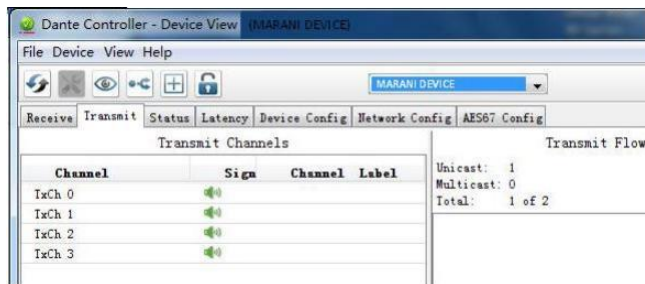 Dante Controller - Device View (MARANI DEVICE)
File Device View Help
MARANI DEVICE
Receive Transmit Status Latency Device Config Network Config AES67 Config
Transmit Channels
Transmit Flow
Channel Sign Channel Label
Unicast: 1
Multicast: 0
Total: 1 of 2
TxCh 0
TxCh 1
TxCh 2
TxCh 3